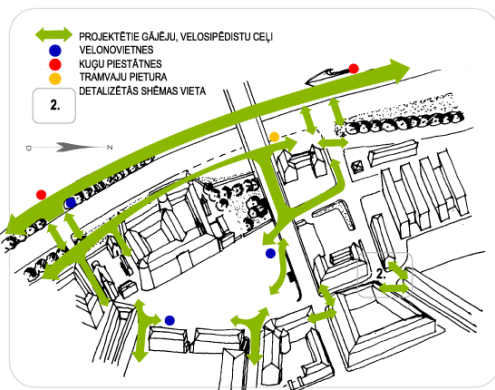 PROJEKTĒTIE GĀJĒJU, VELOSIPĒDISTU CEĻI
VELONOVIETNES
KUĢU PIESTĀTNES
TRAMVAJU PIETURA
2. DETALIZĒTĀS SHĒMAS VIETA
D Z
2.